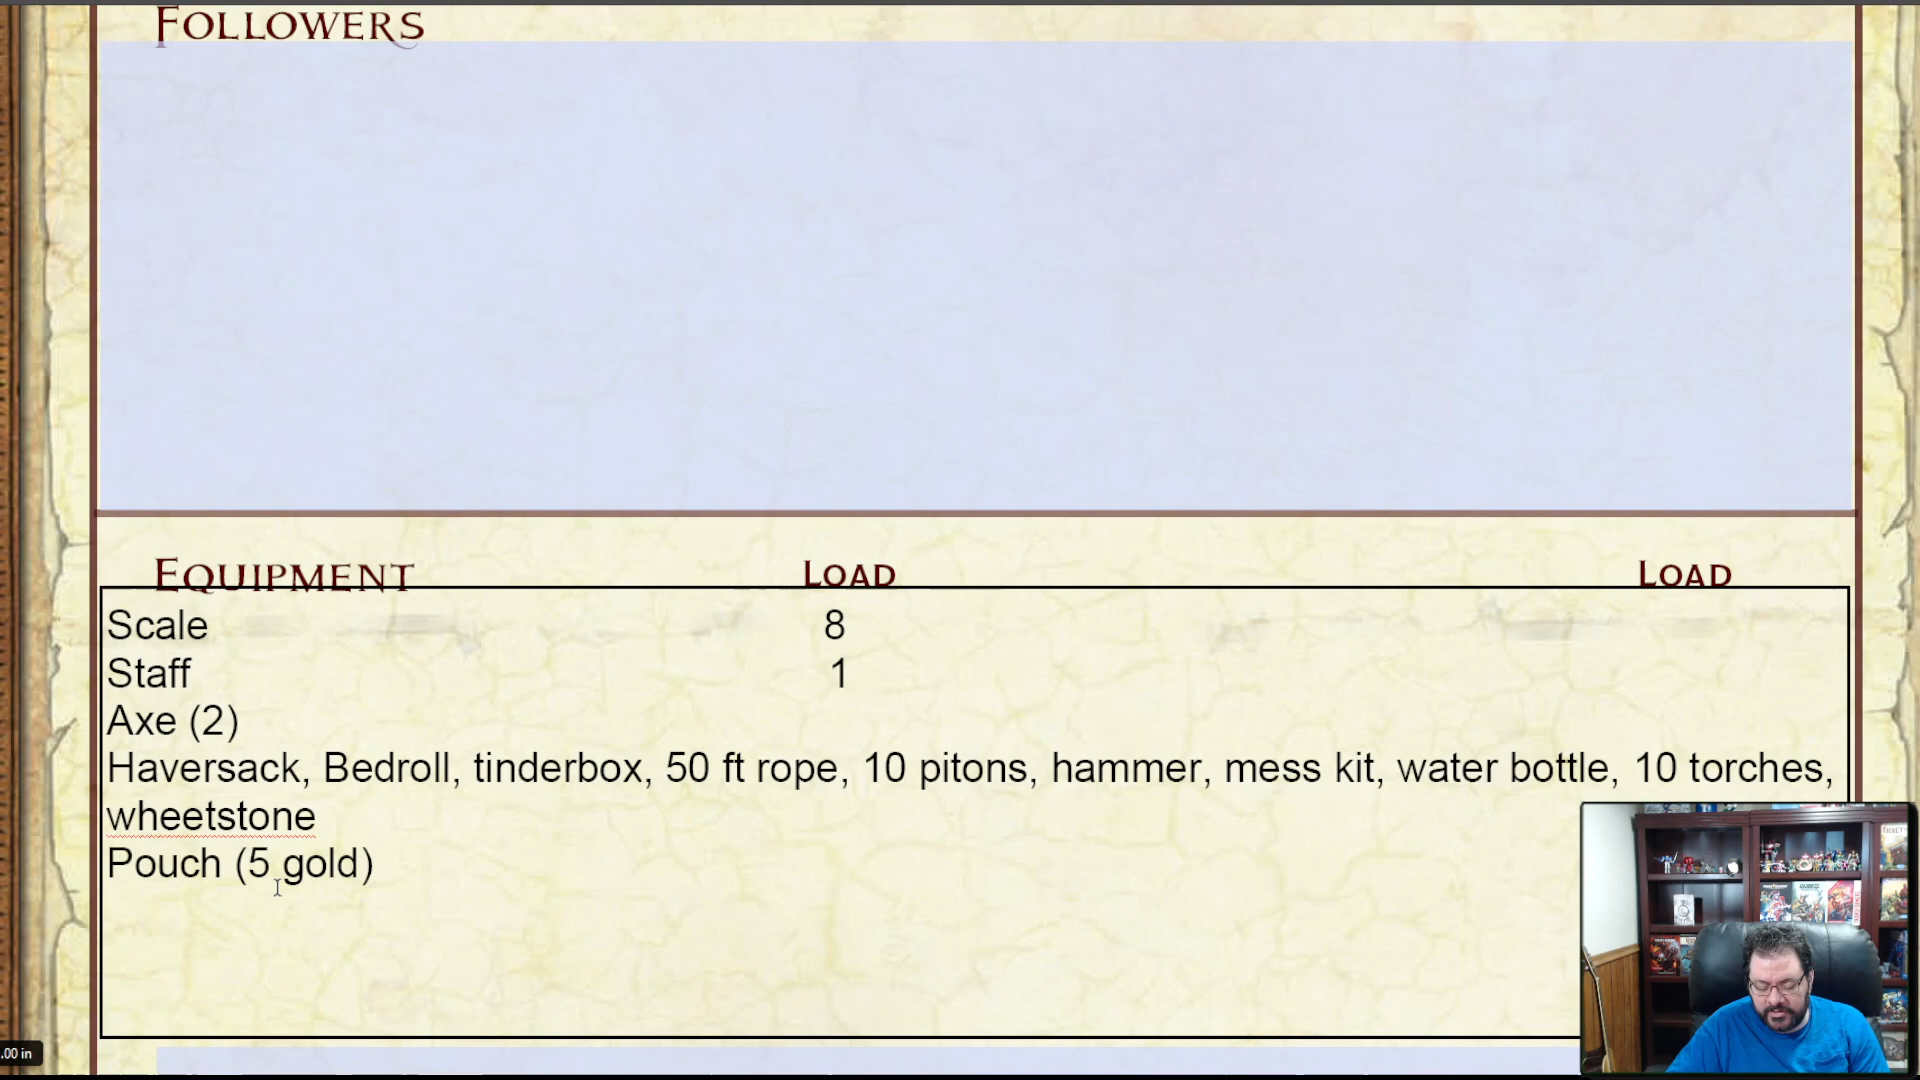 Followers
Equipment Load Load
Scale 8
Staff 1
Axe (2)
Haversack, Bedroll, tinderbox, 50 ft rope, 10 pitons, hammer, mess kit, water bottle, 10 torches,
wheetstone
Pouch (5 gold)
.00 in